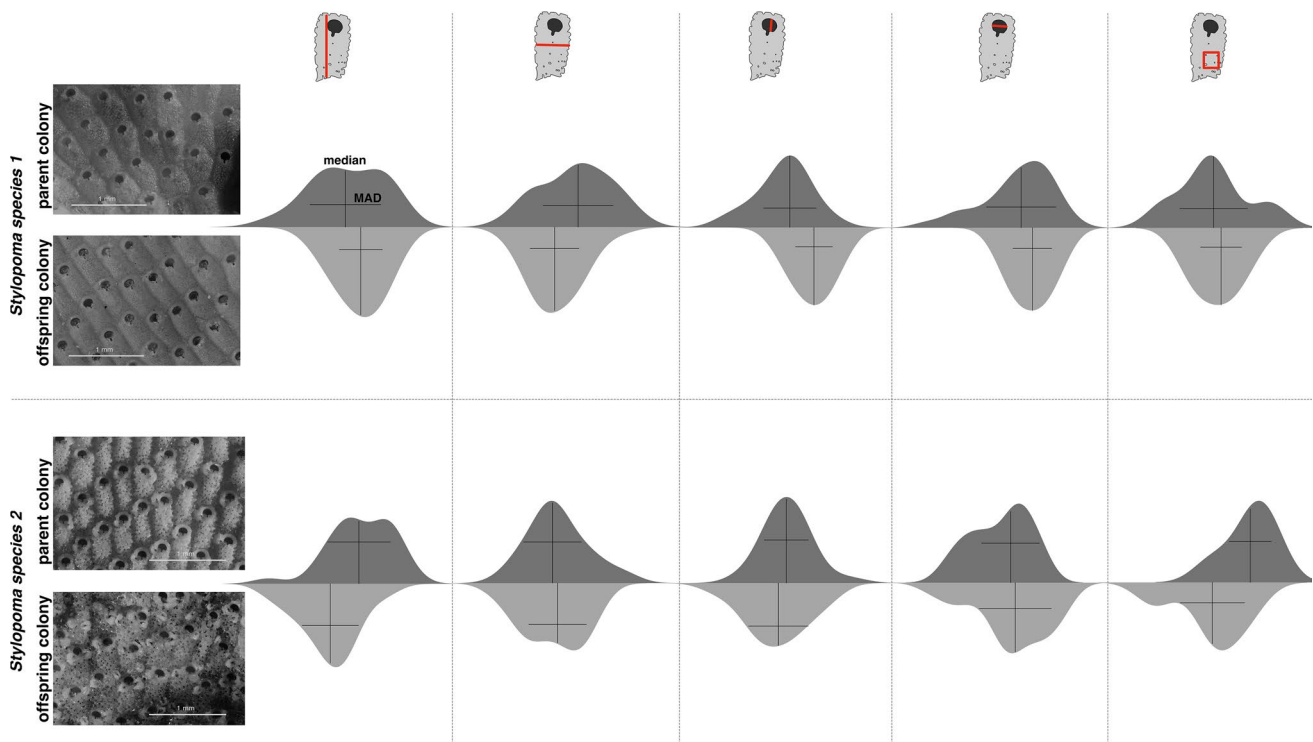 Stylopoma species 1
parent colony
1 mm
median
MAD
offspring colony
1 mm
Stylopoma species 2
parent colony
1 mm
offspring colony
1 mm